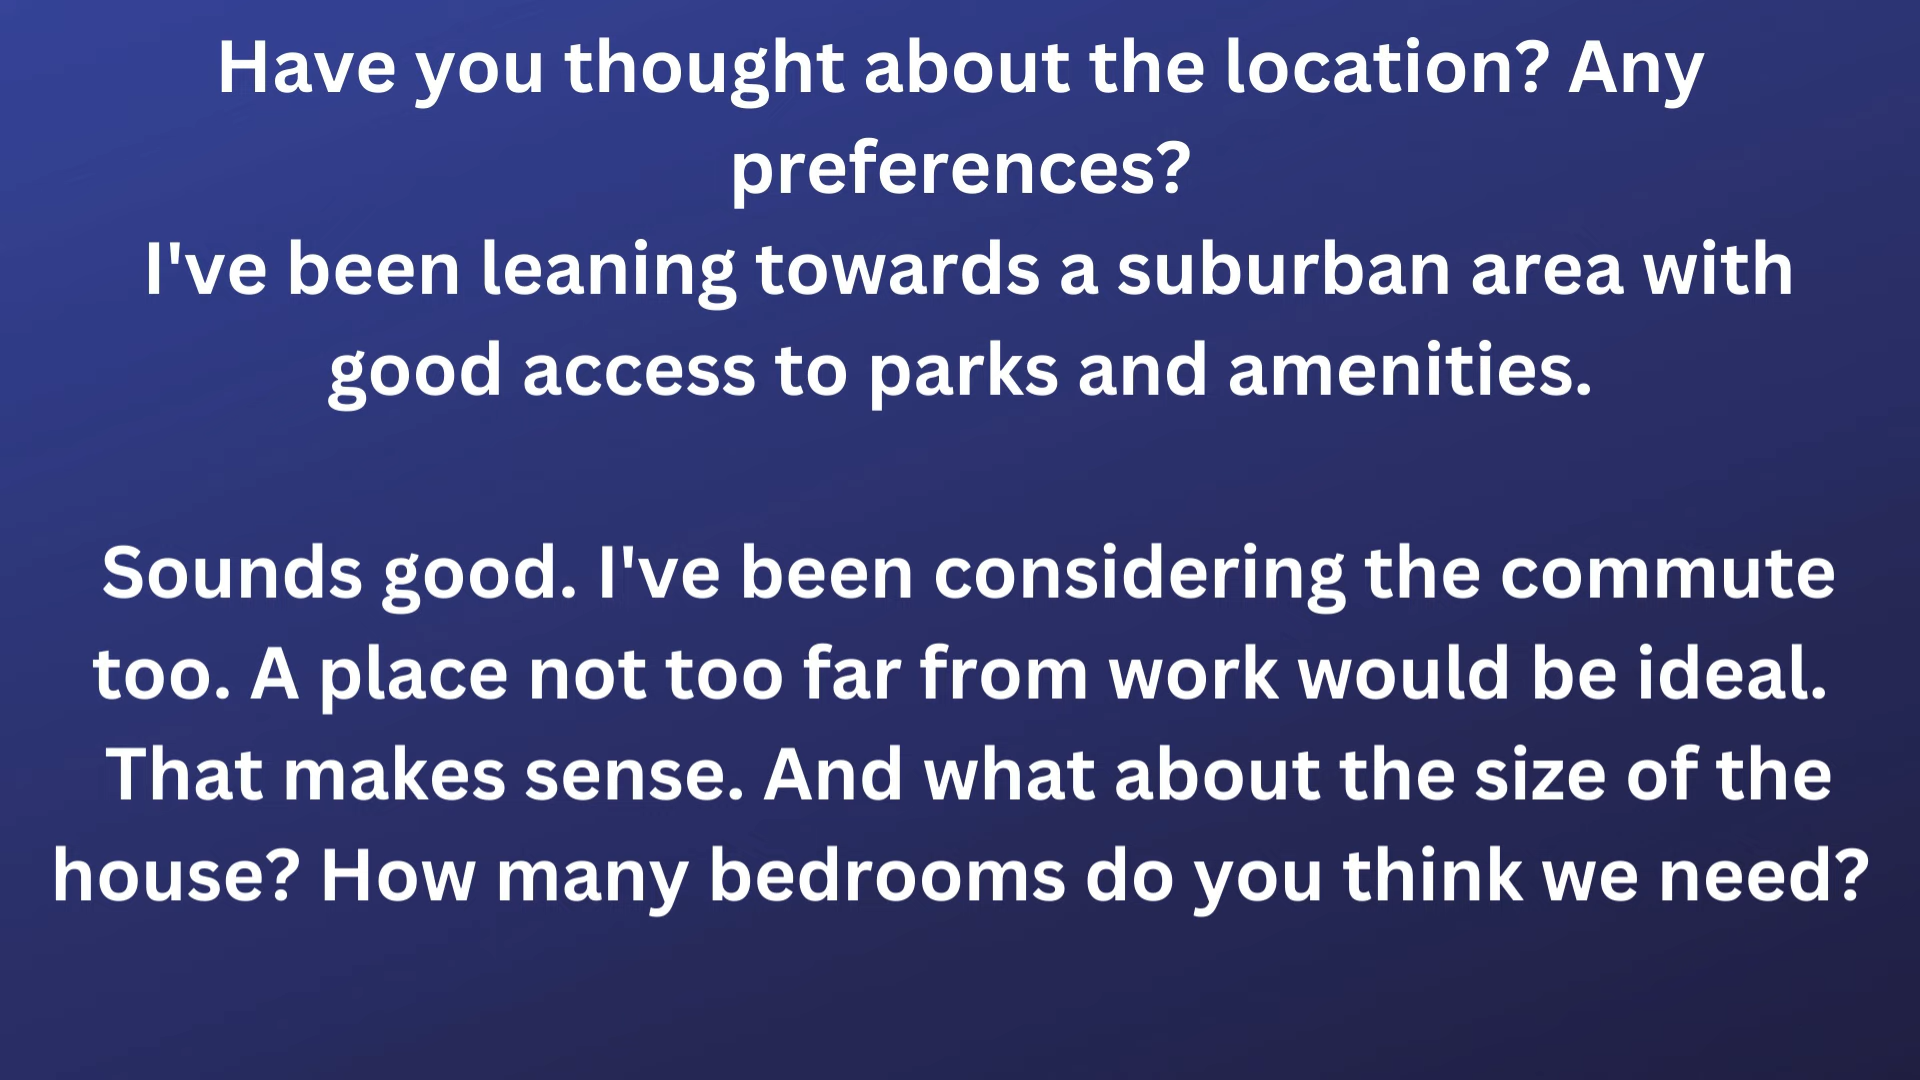 Have you thought about the location? Any
preferences?
I've been leaning towards a suburban area with
good access to parks and amenities.
Sounds good. I've been considering the commute
too. A place not too far from work would be ideal.
That makes sense. And what about the size of the
house? How many bedrooms do you think we need?